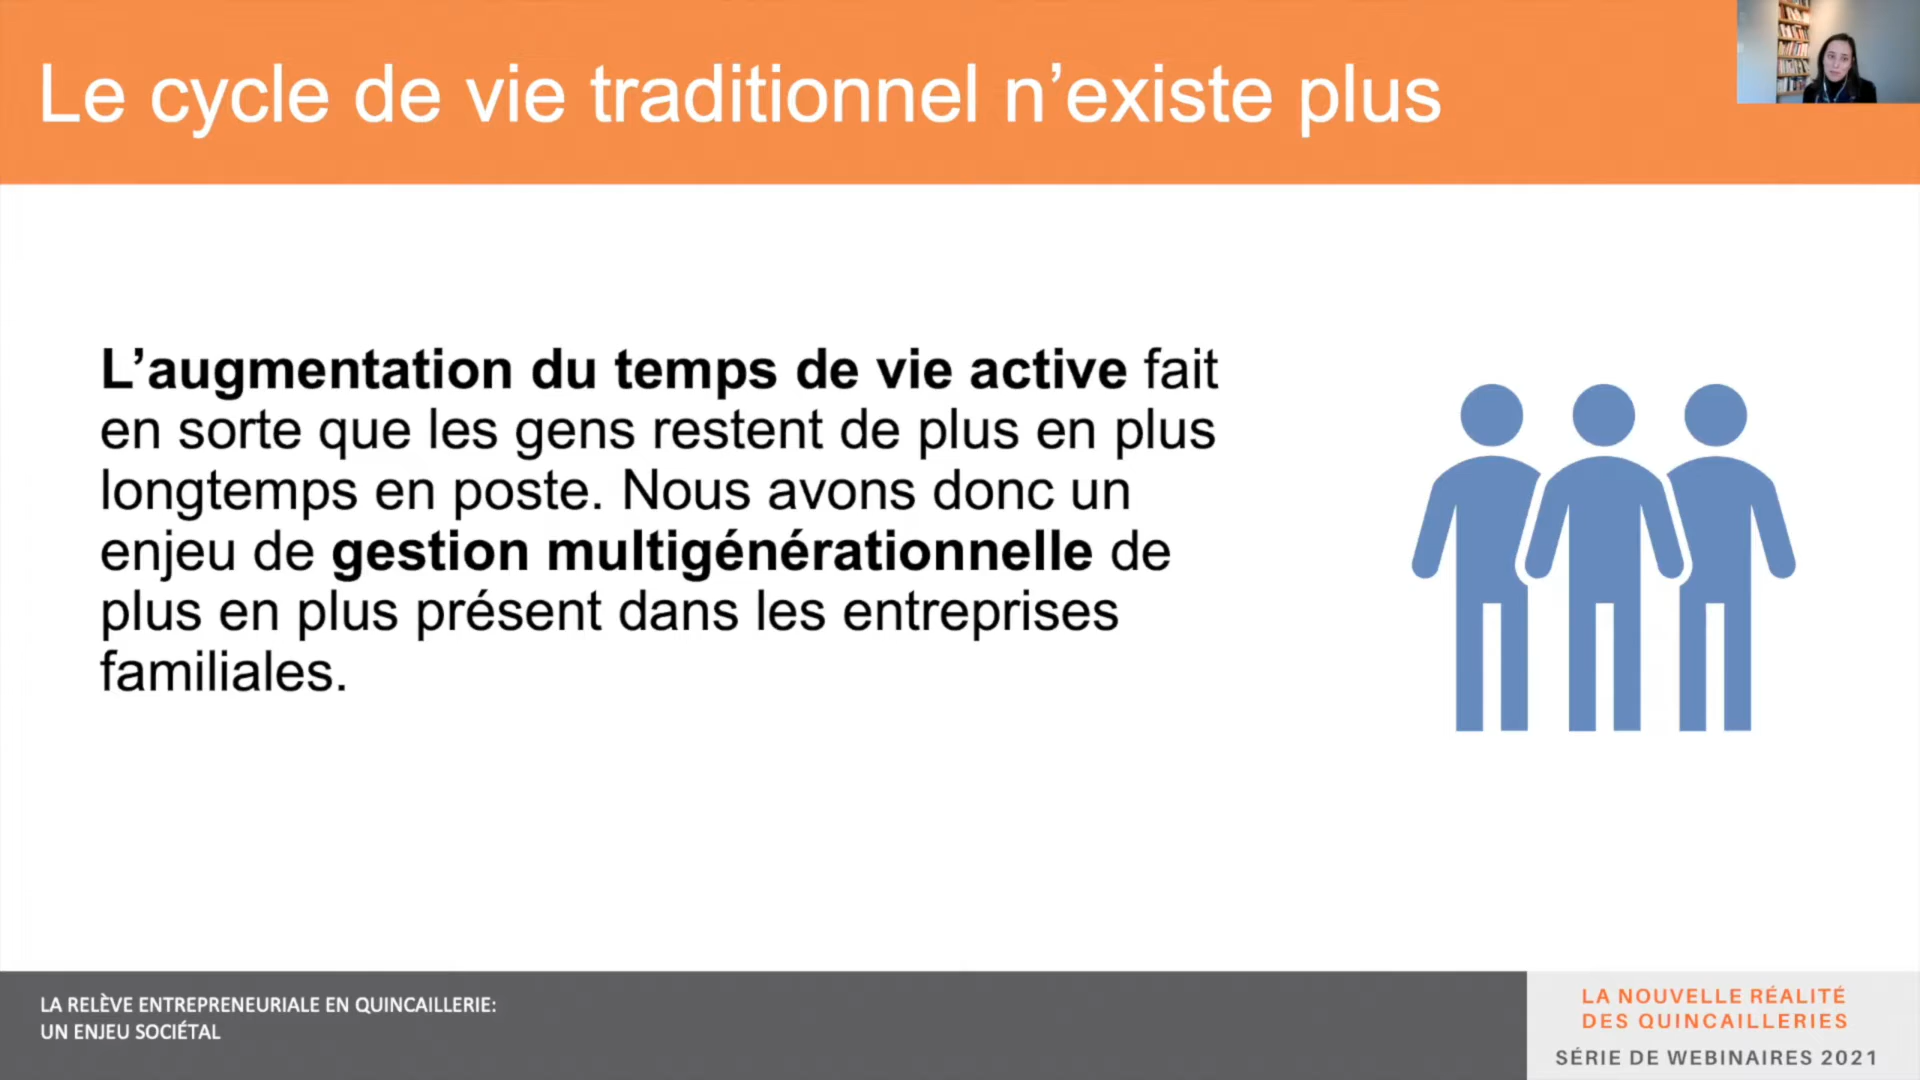 Le cycle de vie traditionnel n’existe plus
L’augmentation du temps de vie active fait
en sorte que les gens restent de plus en plus
longtemps en poste. Nous avons donc un
enjeu de gestion multigénérationnelle de
plus en plus présent dans les entreprises
familiales.
LA RELÈVE ENTREPRENEURIALE EN QUINCAILLERIE:
UN ENJEU SOCIÉTAL
LA NOUVELLE RÉALITÉ
DES QUINCAILLERIES
SÉRIE DE WEBINAIRES 2021